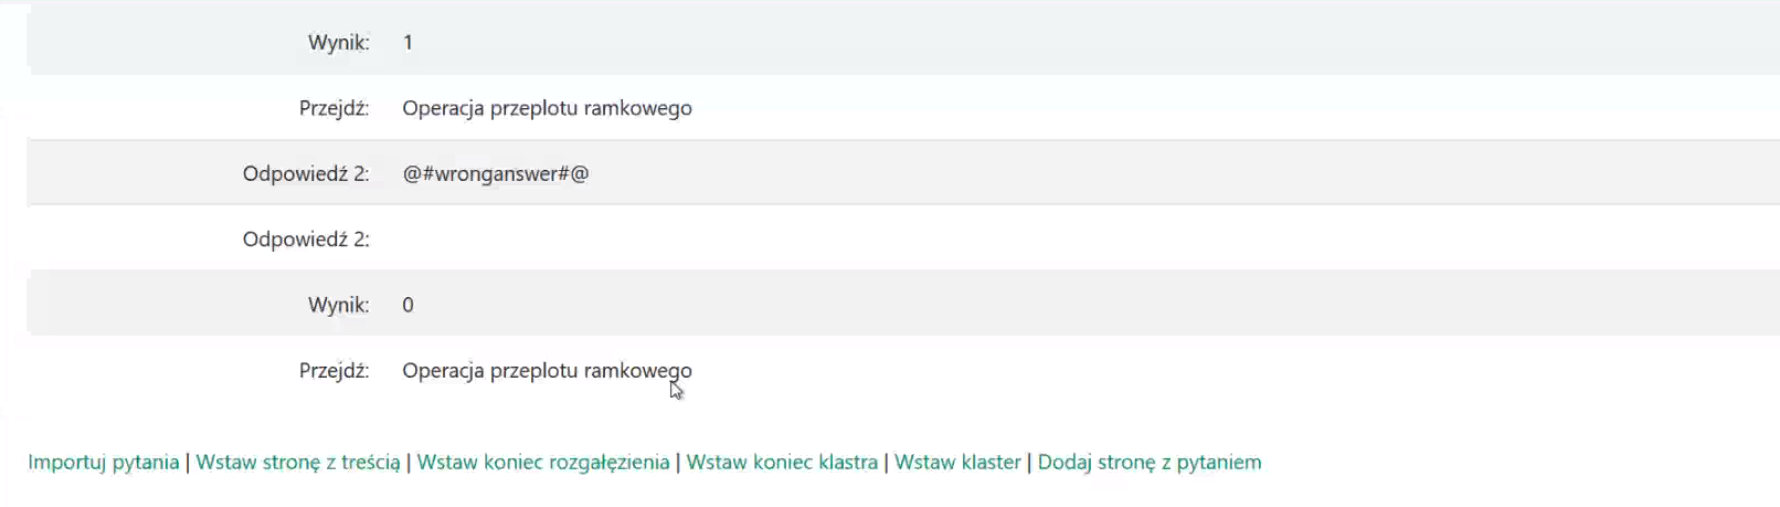 Wynik: 1
Przejdź: Operacja przeplotu ramkowego
Odpowiedź 2: @#wronganswer#@
Odpowiedź 2:
Wynik: 0
Przejdź: Operacja przeplotu ramkowego
Importuj pytania | Wstaw stronę z treścią | Wstaw koniec rozgałęzienia | Wstaw koniec klastra | Wstaw klaster | Dodaj stronę z pytaniem